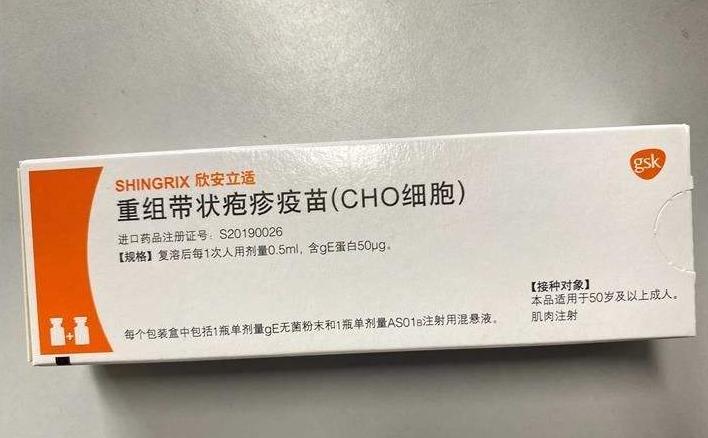 SHINGRIX 欣安立适
gsk
重组带状疱疹疫苗(CHO细胞)
进口药品注册证号：S20190026
【规格】复溶后每1次人用剂量0.5ml，含gE蛋白50μg。
【接种对象】
本品适用于50岁及以上成人。
肌肉注射
每个包装盒中包括1瓶单剂量gE无菌粉末和1瓶单剂量AS01B注射用混悬液。